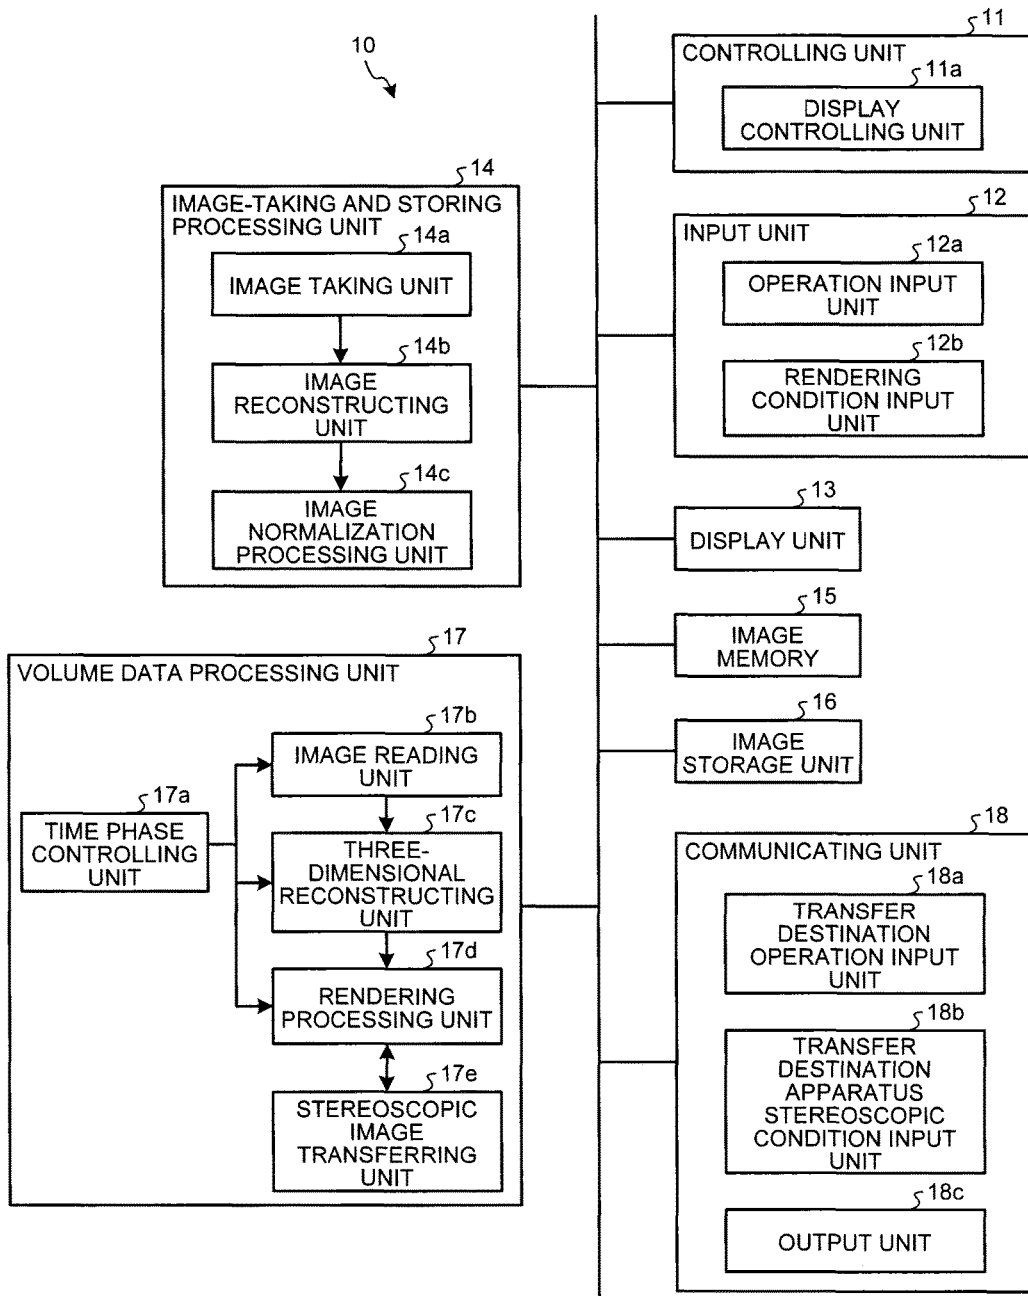 10
14
IMAGE-TAKING AND STORING
PROCESSING UNIT
14a
IMAGE TAKING UNIT
14b
IMAGE
RECONSTRUCTING
UNIT
14c
IMAGE
NORMALIZATION
PROCESSING UNIT
17
VOLUME DATA PROCESSING UNIT
17a
TIME PHASE
CONTROLLING
UNIT
17b
IMAGE READING
UNIT
17c
THREE-
DIMENSIONAL
RECONSTRUCTING
UNIT
17d
RENDERING
PROCESSING UNIT
17e
STEREOSCOPIC
IMAGE
TRANSFERRING
UNIT
11
CONTROLLING UNIT
11a
DISPLAY
CONTROLLING UNIT
12
INPUT UNIT
12a
OPERATION INPUT
UNIT
12b
RENDERING
CONDITION INPUT
UNIT
13
DISPLAY UNIT
15
IMAGE
MEMORY
16
IMAGE
STORAGE UNIT
18
COMMUNICATING UNIT
18a
TRANSFER
DESTINATION
OPERATION INPUT
UNIT
18b
TRANSFER
DESTINATION
APPARATUS
STEREOSCOPIC
CONDITION INPUT
UNIT
18c
OUTPUT UNIT